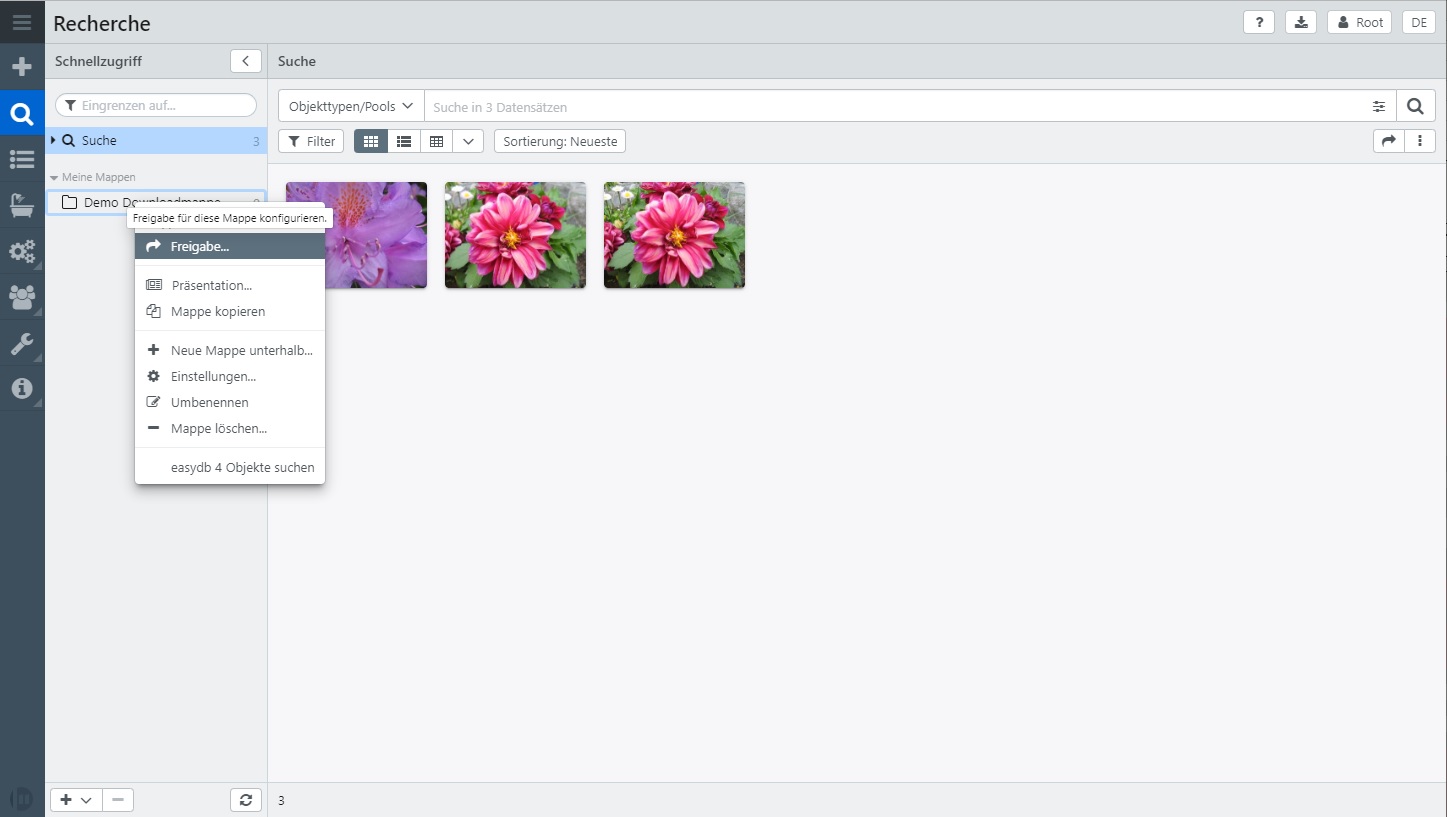 Recherche
?
Root
DE
Schnellzugriff
Suche
Eingrenzen auf...
Objekttypen/Pools
Suche in 3 Datensätzen
Suche
3
Filter
Sortierung: Neueste
Meine Mappen
Demo Downloadmappe
Freigabe für diese Mappe konfigurieren.
Freigabe...
Präsentation...
Mappe kopieren
Neue Mappe unterhalb...
Einstellungen...
Umbenennen
Mappe löschen...
easydb 4 Objekte suchen
3